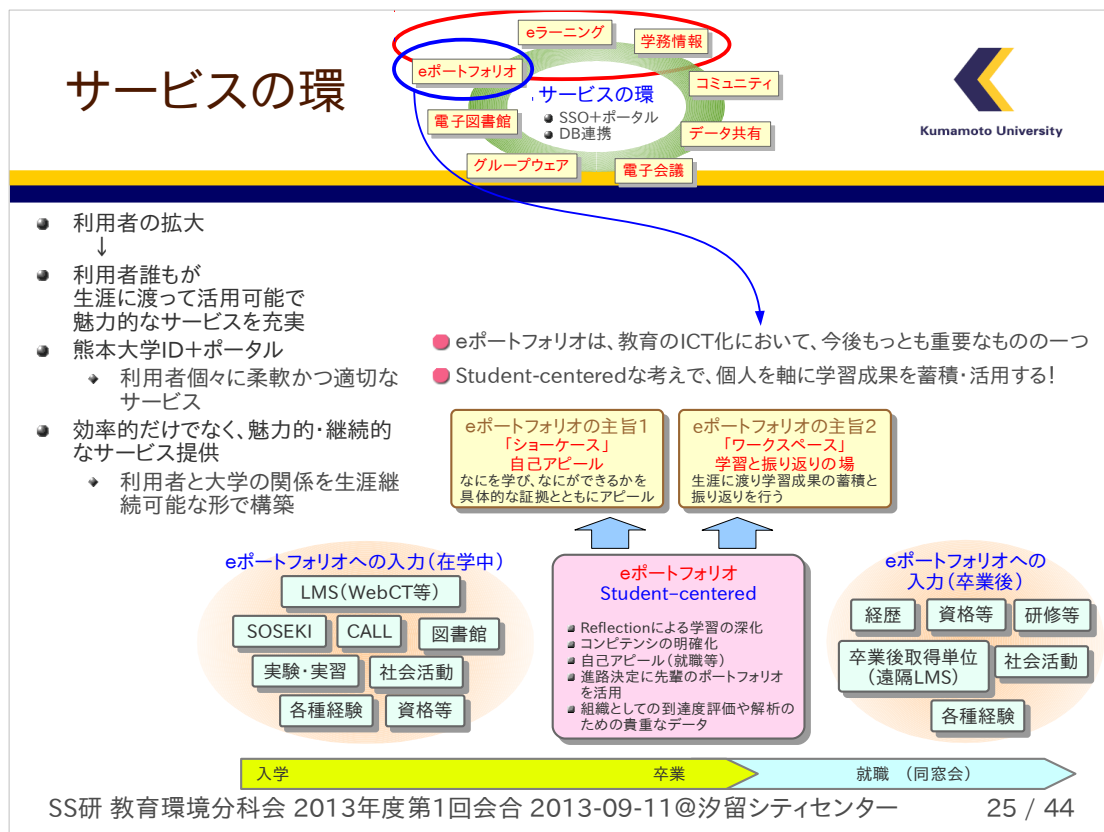 サービスの環
eラーニング
学務情報
eポートフォリオ
コミュニティ
サービスの環
SSO+ポータル
DB連携
電子図書館
データ共有
グループウェア
電子会議
Kumamoto University
利用者の拡大
↓
利用者誰もが
生涯に渡って活用可能で
魅力的なサービスを充実
熊本大学ID+ポータル
利用者個々に柔軟かつ適切な
サービス
効率的だけでなく、魅力的・継続的
なサービス提供
利用者と大学の関係を生涯継
続可能な形で構築
eポートフォリオは、教育のICT化において、今後もっとも重要なものの一つ
Student-centeredな考えで、個人を軸に学習成果を蓄積・活用する!
eポートフォリオの主旨1
「ショーケース」
自己アピール
なにを学び、なにができるかを
具体的な証拠とともにアピール
eポートフォリオの主旨2
「ワークスペース」
学習と振り返りの場
生涯に渡り学習成果の蓄積と
振り返りを行う
eポートフォリオへの入力(在学中)
LMS(WebCT等)
SOSEKI
CALL
図書館
実験・実習
社会活動
各種経験
資格等
eポートフォリオ
Student-centered
Reflectionによる学習の深化
コンピテンシの明確化
自己アピール(就職等)
進路決定に先輩のポートフォリオ
を活用
組織としての到達度評価や解析の
ための貴重なデータ
eポートフォリオへの
入力(卒業後)
経歴
資格等
研修等
卒業後取得単位
(遠隔LMS)
社会活動
各種経験
入学
卒業
就職 (同窓会)
SS研 教育環境分科会 2013年度第1回会合 2013-09-11@汐留シティセンター
25 / 44